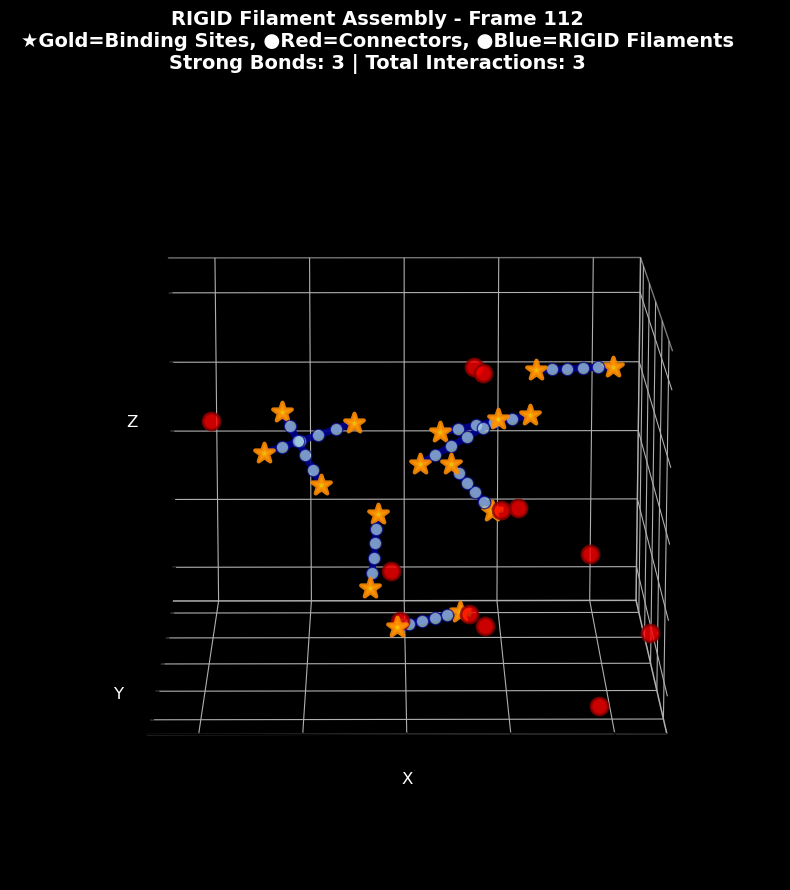 RIGID Filament Assembly - Frame 112
★Gold=Binding Sites, ●Red=Connectors, ●Blue=RIGID Filaments
Strong Bonds: 3 | Total Interactions: 3
Z
Y
X